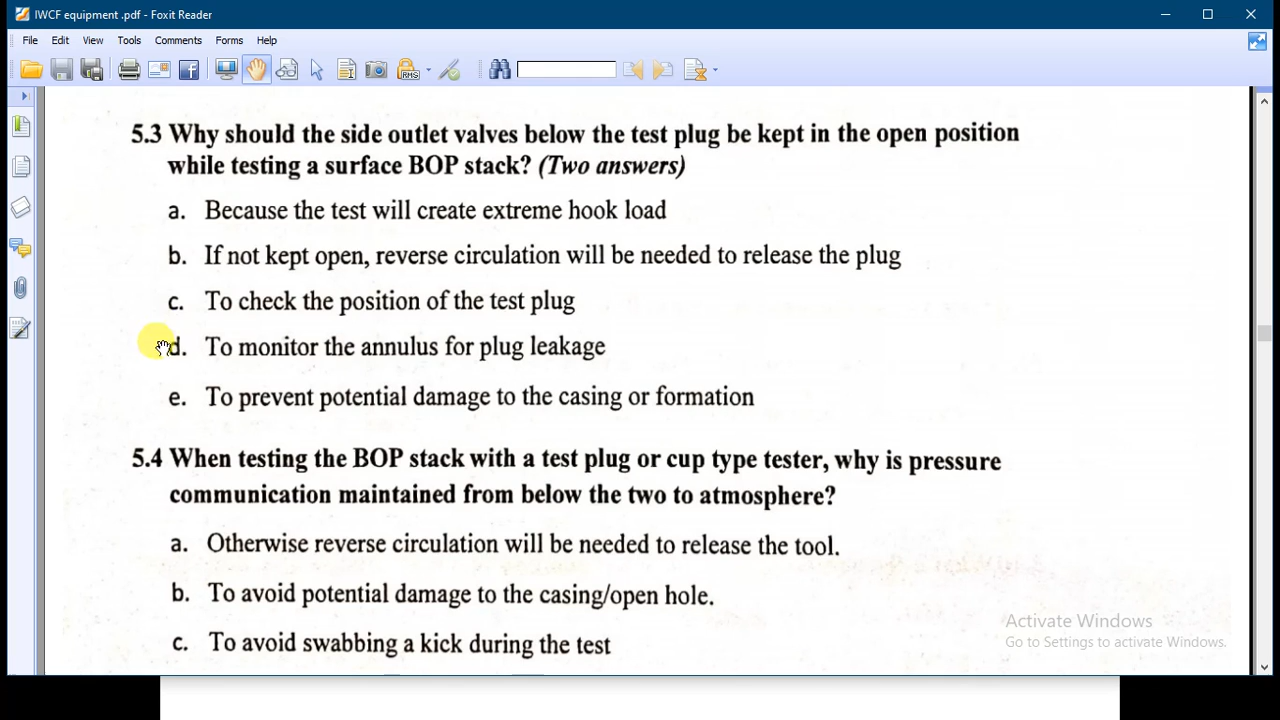 IWCF equipment .pdf - Foxit Reader
File Edit View Tools Comments Forms Help
RMS
5.3 Why should the side outlet valves below the test plug be kept in the open position
while testing a surface BOP stack? (Two answers)
a. Because the test will create extreme hook load
b. If not kept open, reverse circulation will be needed to release the plug
c. To check the position of the test plug
d. To monitor the annulus for plug leakage
e. To prevent potential damage to the casing or formation
5.4 When testing the BOP stack with a test plug or cup type tester, why is pressure
communication maintained from below the two to atmosphere?
a. Otherwise reverse circulation will be needed to release the tool.
b. To avoid potential damage to the casing/open hole.
c. To avoid swabbing a kick during the test
Activate Windows
Go to Settings to activate Windows.